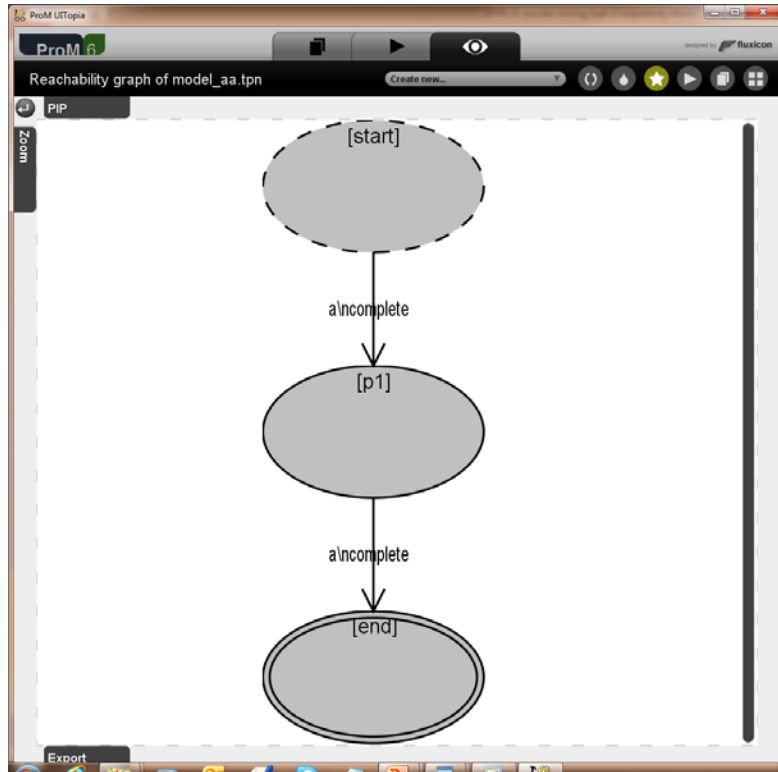 ProM UITopia
ProM 6
designed by fluxicon
Reachability graph of model_aa.tpn
Create new...
PIP
Zoom
[start]
a\ncomplete
[p1]
a\ncomplete
[end]
Export